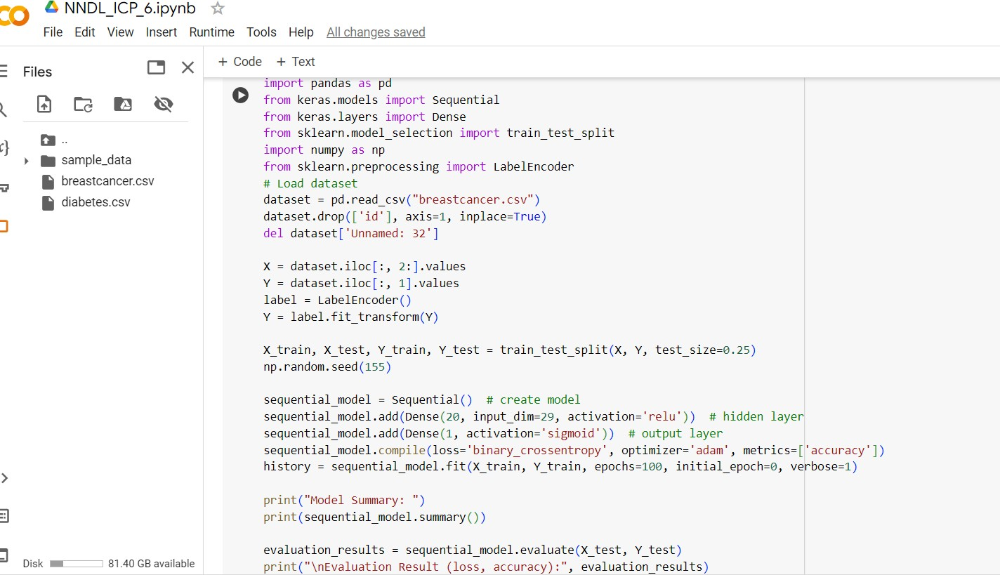 NNDL_ICP_6.ipynb
File Edit View Insert Runtime Tools Help All changes saved
Files
+ Code + Text
..
sample_data
breastcancer.csv
diabetes.csv
import pandas as pd
from keras.models import Sequential
from keras.layers import Dense
from sklearn.model_selection import train_test_split
import numpy as np
from sklearn.preprocessing import LabelEncoder
# Load dataset
dataset = pd.read_csv("breastcancer.csv")
dataset.drop(['id'], axis=1, inplace=True)
del dataset['Unnamed: 32']
X = dataset.iloc[:, 2:].values
Y = dataset.iloc[:, 1].values
label = LabelEncoder()
Y = label.fit_transform(Y)
X_train, X_test, Y_train, Y_test = train_test_split(X, Y, test_size=0.25)
np.random.seed(155)
sequential_model = Sequential()  # create model
sequential_model.add(Dense(20, input_dim=29, activation='relu'))  # hidden layer
sequential_model.add(Dense(1, activation='sigmoid'))  # output layer
sequential_model.compile(loss='binary_crossentropy', optimizer='adam', metrics=['accuracy'])
history = sequential_model.fit(X_train, Y_train, epochs=100, initial_epoch=0, verbose=1)
print("Model Summary: ")
print(sequential_model.summary())
evaluation_results = sequential_model.evaluate(X_test, Y_test)
print("\nEvaluation Result (loss, accuracy):", evaluation_results)
Disk 81.40 GB available